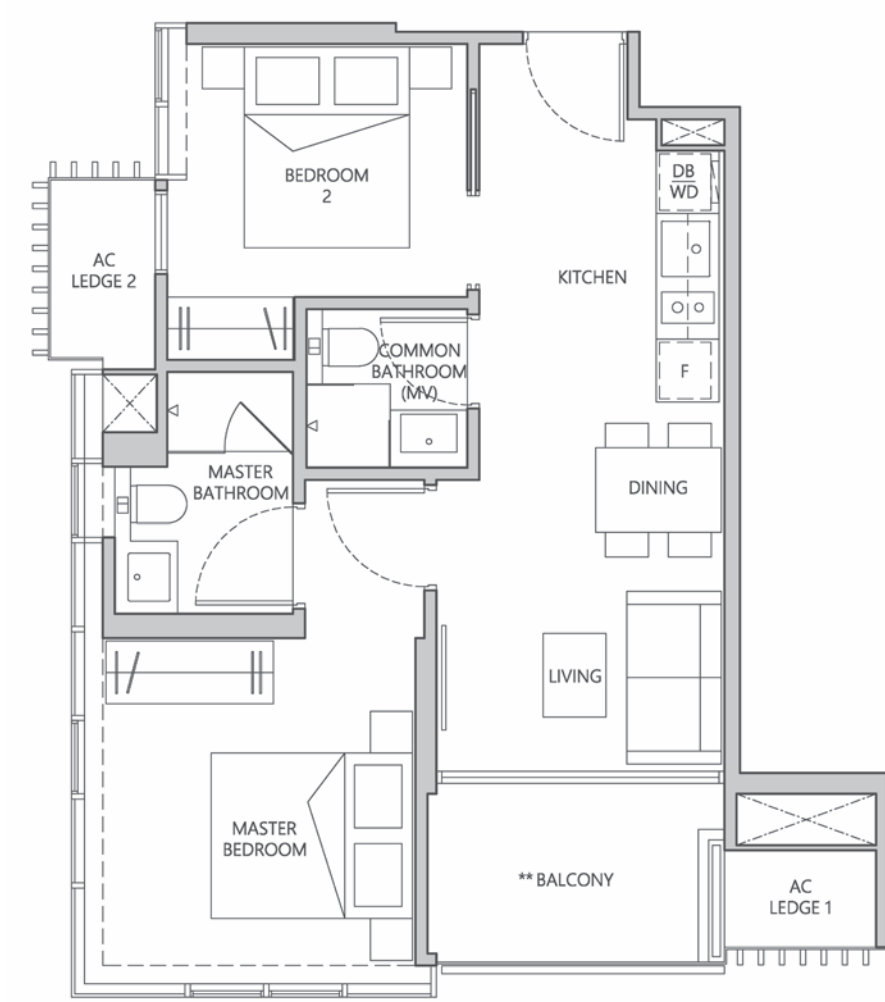 BEDROOM
2
DB
WD
AC
LEDGE 2
KITCHEN
COMMON
BATHROOM
(MV)
F
MASTER
BATHROOM
DINING
LIVING
MASTER
BEDROOM
** BALCONY
AC
LEDGE 1